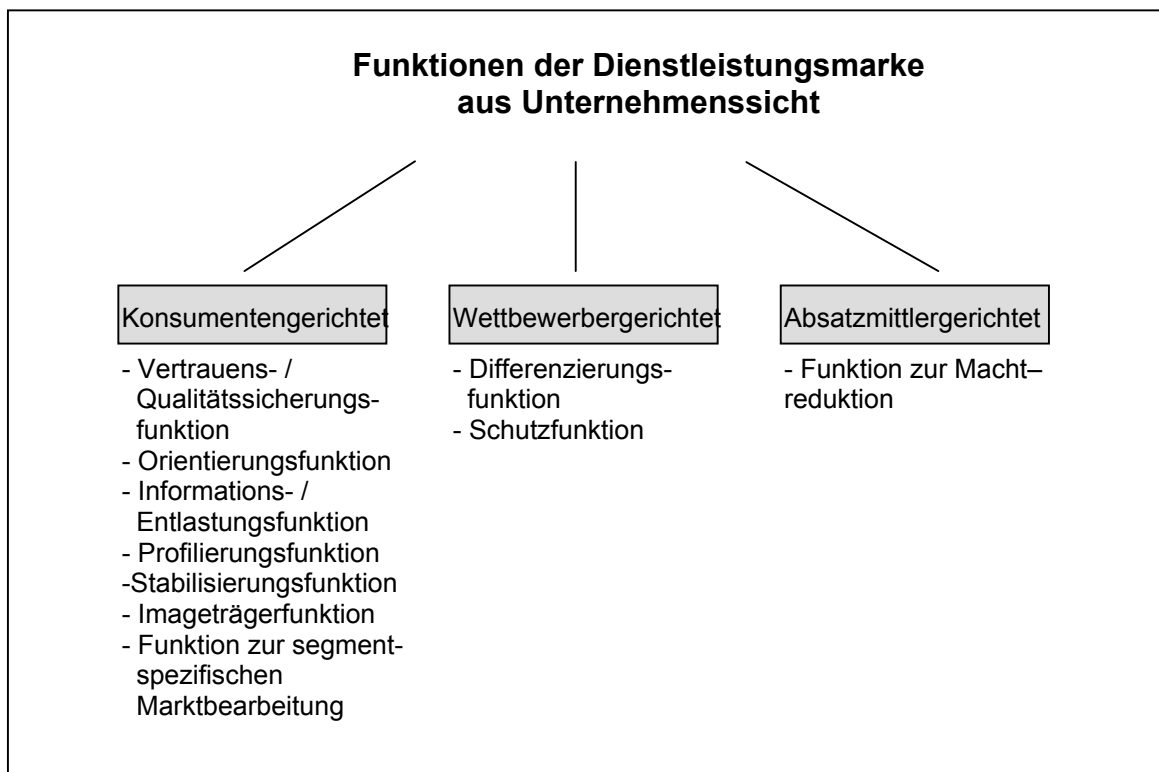 Funktionen der Dienstleistungsmarke
aus Unternehmenssicht
Konsumentengerichtet
- Vertrauens- /
Qualitätssicherungs-
funktion
- Orientierungsfunktion
- Informations- /
Entlastungsfunktion
- Profilierungsfunktion
-Stabilisierungsfunktion
- Imageträgerfunktion
- Funktion zur segment-
spezifischen
Marktbearbeitung
Wettbewerbergerichtet
- Differenzierungs-
funktion
- Schutzfunktion
Absatzmittlergerichtet
- Funktion zur Macht–
reduktion